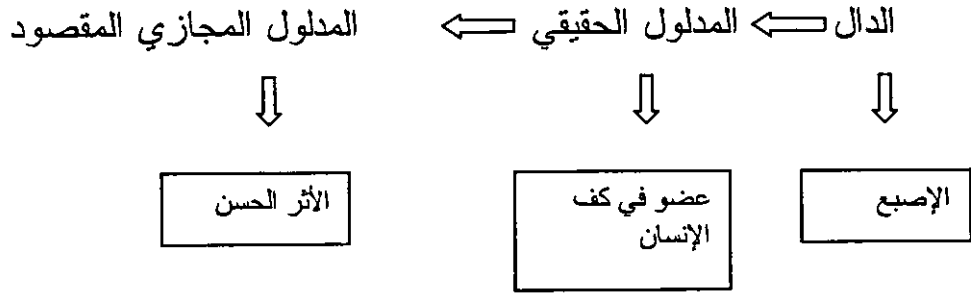 الدال ⇐ المدلول الحقيقي ⇐ المدلول المجازي المقصود
الإصبع
عضو في كف
الإنسان
الأثر الحسن